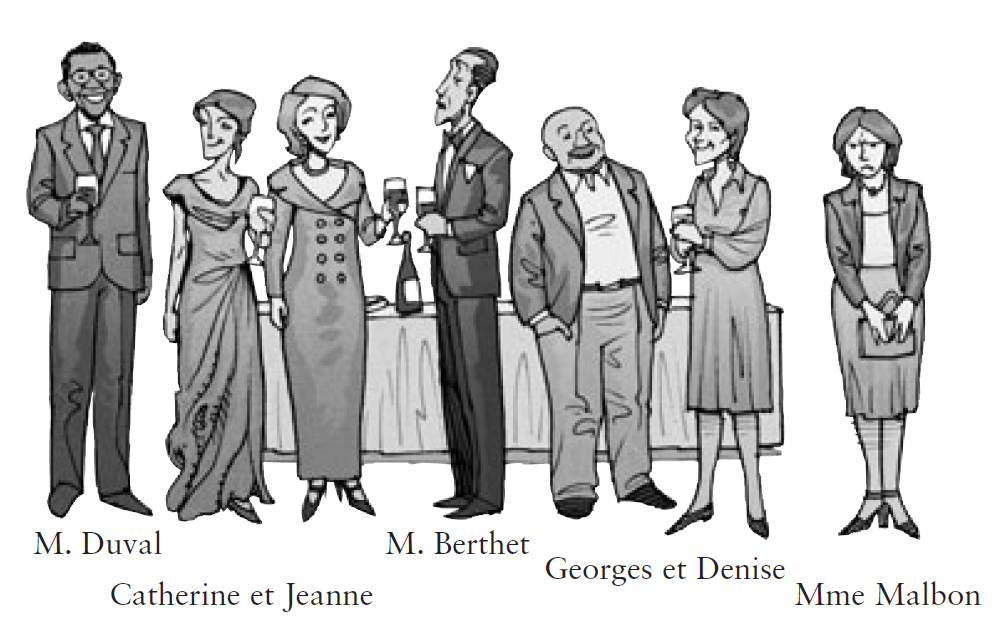 M. Duval
Catherine et Jeanne
M. Berthet
Georges et Denise
Mme Malbon